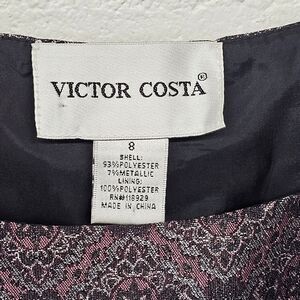 VICTOR COSTA®
8
SHELL:
93%POLYESTER
7%METALLIC
LINING:
100%POLYESTER
RN#118929
MADE IN CHINA